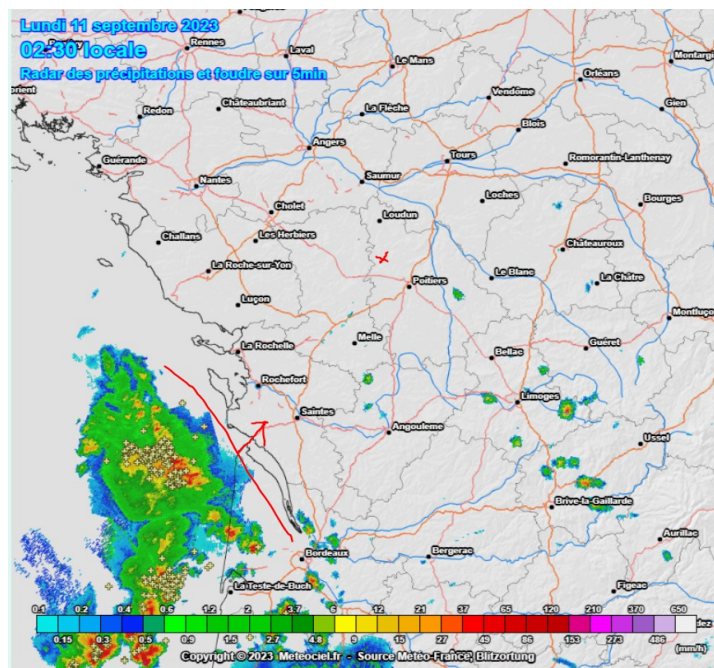 Lundi 11 septembre 2023
02:30 locale
Radar des précipitations et foudre sur 5min
Rennes
Laval
Le Mans
Orléans
Montargi
orient
Châteaubriant
La Flèche
Vendôme
Redon
Blois
Gien
Angers
Tours
Guérande
Saumur
Romorantin-Lanthenay
Nantes
Loches
Bourges
Cholet
Loudun
Challans
Les Herbiers
Châteauroux
La Roche-sur-Yon
Poitiers
Le Blanc
La Châtre
Luçon
Montluço
La Rochelle
Melle
Bellac
Guéret
Rochefort
Limoges
Saintes
Angouleme
Ussel
Brive-la-Gaillarde
Aurillac
Bordeaux
Bergerac
La Teste-de-Buch
Figeac
0.1 0.2 0.4 0.6 1.2 2 3.7 6 12 21 37 65 120 210 370 650
0.15 0.3 0.5 0.9 1.5 2.7 4.8 9 15 27 49 86 153 273 486 (mm/h)
dez
Copyright © 2023 Meteociel.fr - Source Météo-France, Blitzortung